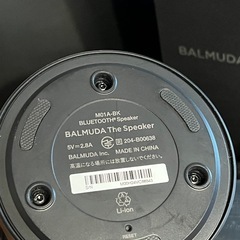 BALMUDA
M01A-BK
BLUETOOTH® Speaker
BALMUDA The Speaker
5V⎓2.8A
204-B00638
BALMUDA Inc.
MADE IN CHINA
高温になる場所には放置しないでください
Li-ion
RESET